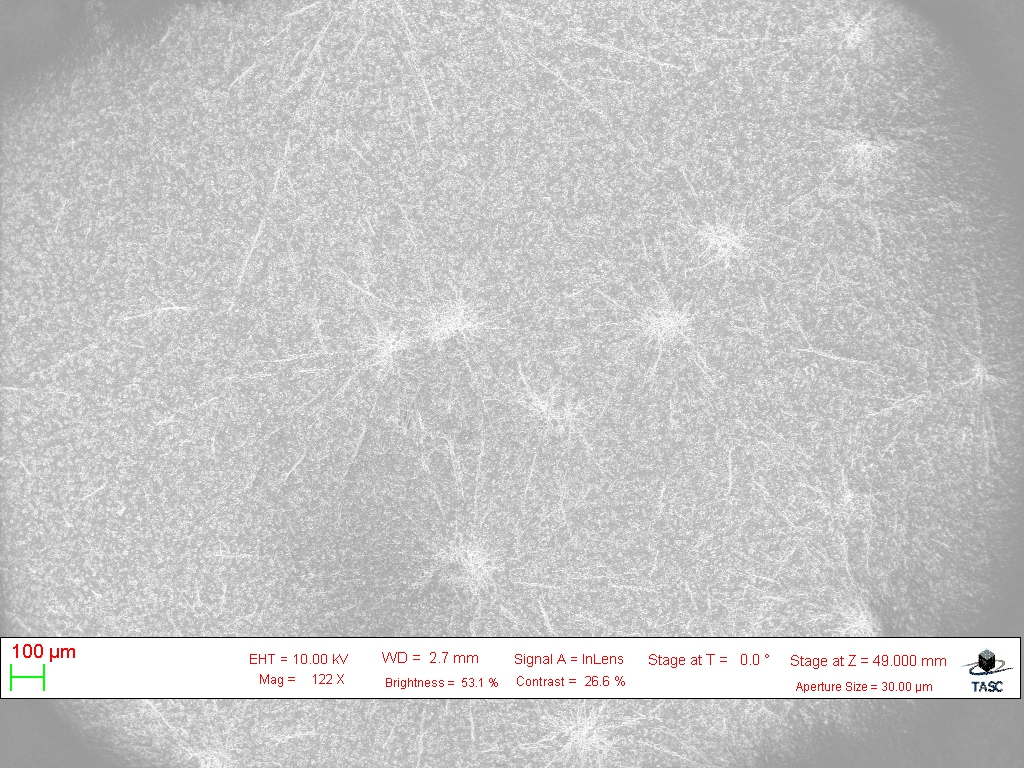 100 µm
EHT = 10.00 kV WD = 2.7 mm Signal A = InLens Stage at T = 0.0 ° Stage at Z = 49.000 mm
Mag = 122 X Brightness = 53.1 % Contrast = 26.6 % Aperture Size = 30.00 µm
TASC